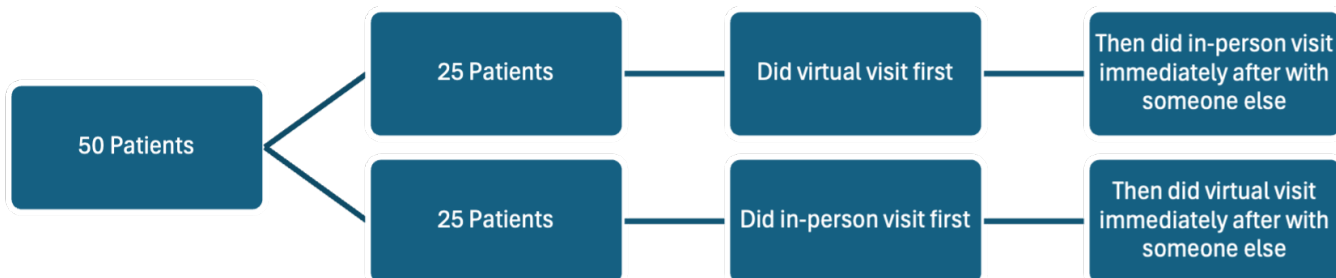 50 Patients
25 Patients
Did virtual visit first
Then did in-person visit
immediately after with
someone else
25 Patients
Did in-person visit first
Then did virtual visit
immediately after with
someone else